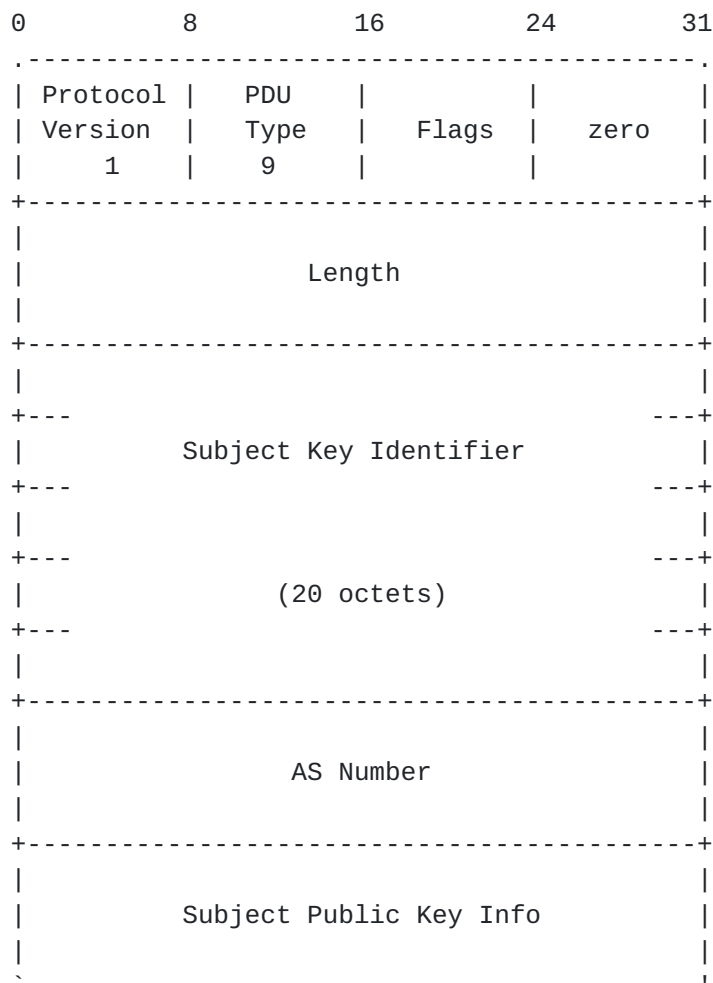 0          8          16         24        31
.-------------------------------------------.
| Protocol |   PDU    |          |          |
| Version  |   Type   |   Flags  |   zero   |
|     1    |    9     |          |          |
+-------------------------------------------+
|                                           |
|                  Length                   |
|                                           |
+-------------------------------------------+
|                                           |
+---                                     ---+
|          Subject Key Identifier           |
+---                                     ---+
|                                           |
+---                                     ---+
|                (20 octets)                |
+---                                     ---+
|                                           |
+-------------------------------------------+
|                                           |
|                 AS Number                 |
|                                           |
+-------------------------------------------+
|                                           |
|          Subject Public Key Info          |
|                                           |